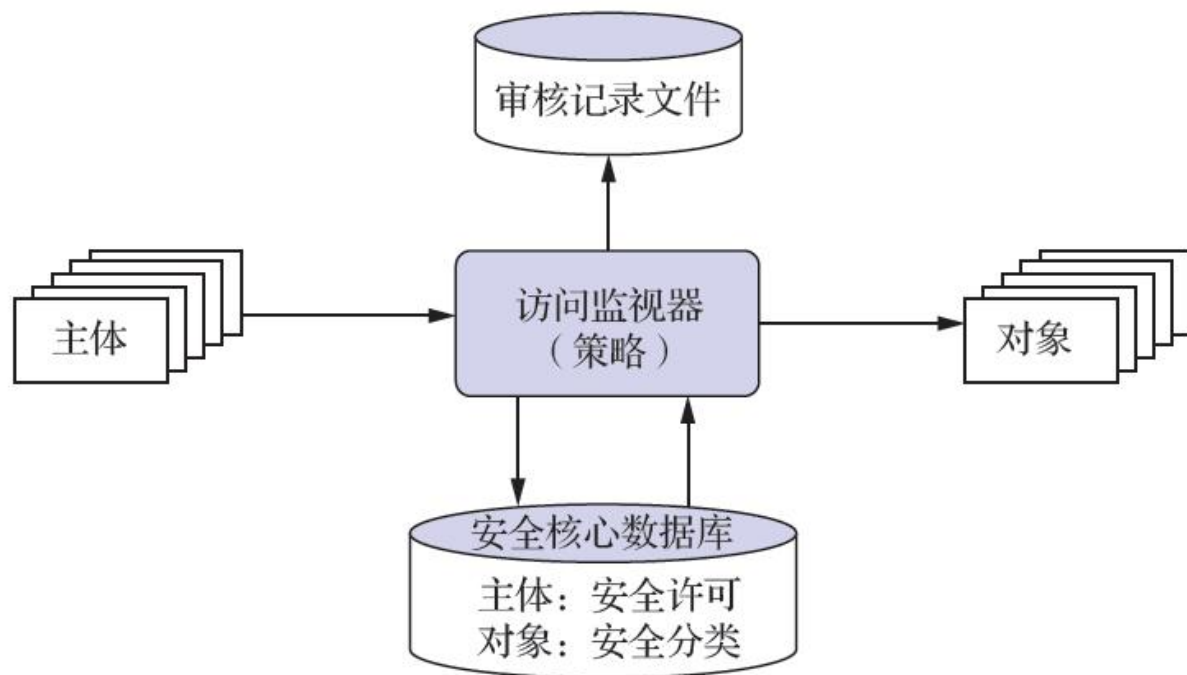 审核记录文件
主体
访问监视器
（策略）
对象
安全核心数据库
主体：安全许可
对象：安全分类